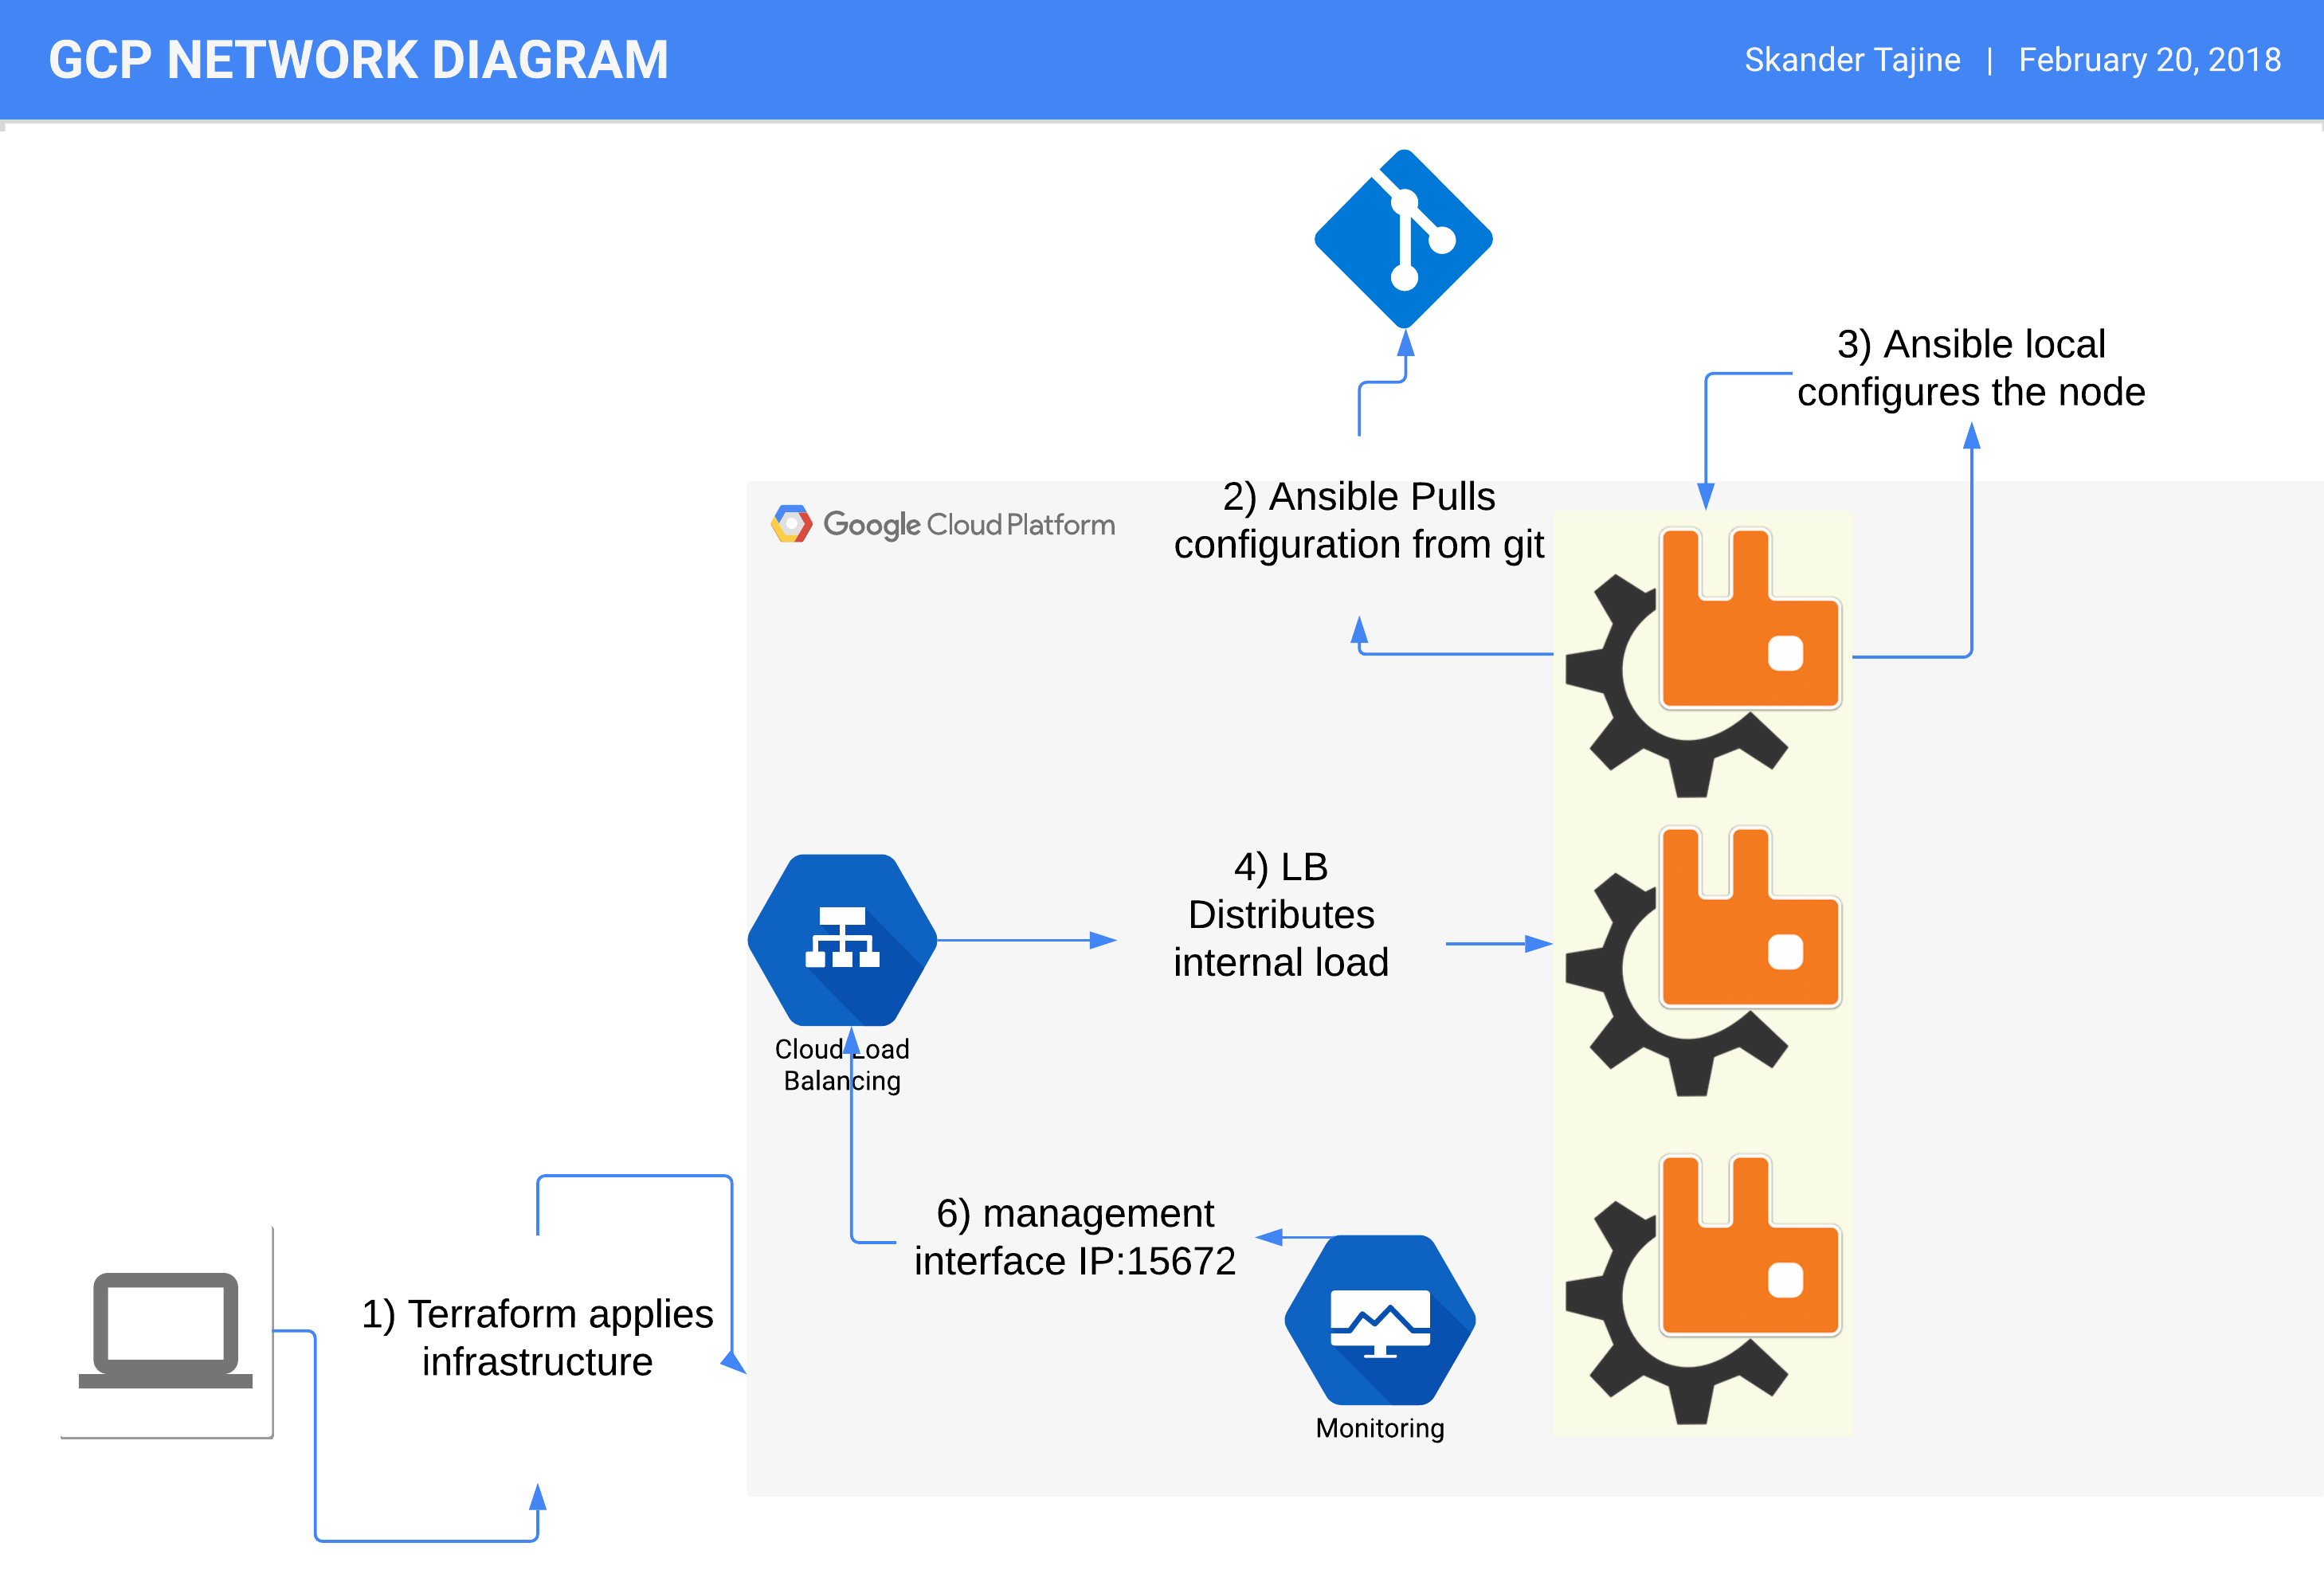 GCP NETWORK DIAGRAM
Skander Tajine | February 20, 2018
3) Ansible local
configures the node
2) Ansible Pulls
configuration from git
Google Cloud Platform
4) LB
Distributes
internal load
Cloud Load
Balancing
6) management
interface IP:15672
1) Terraform applies
infrastructure
Monitoring